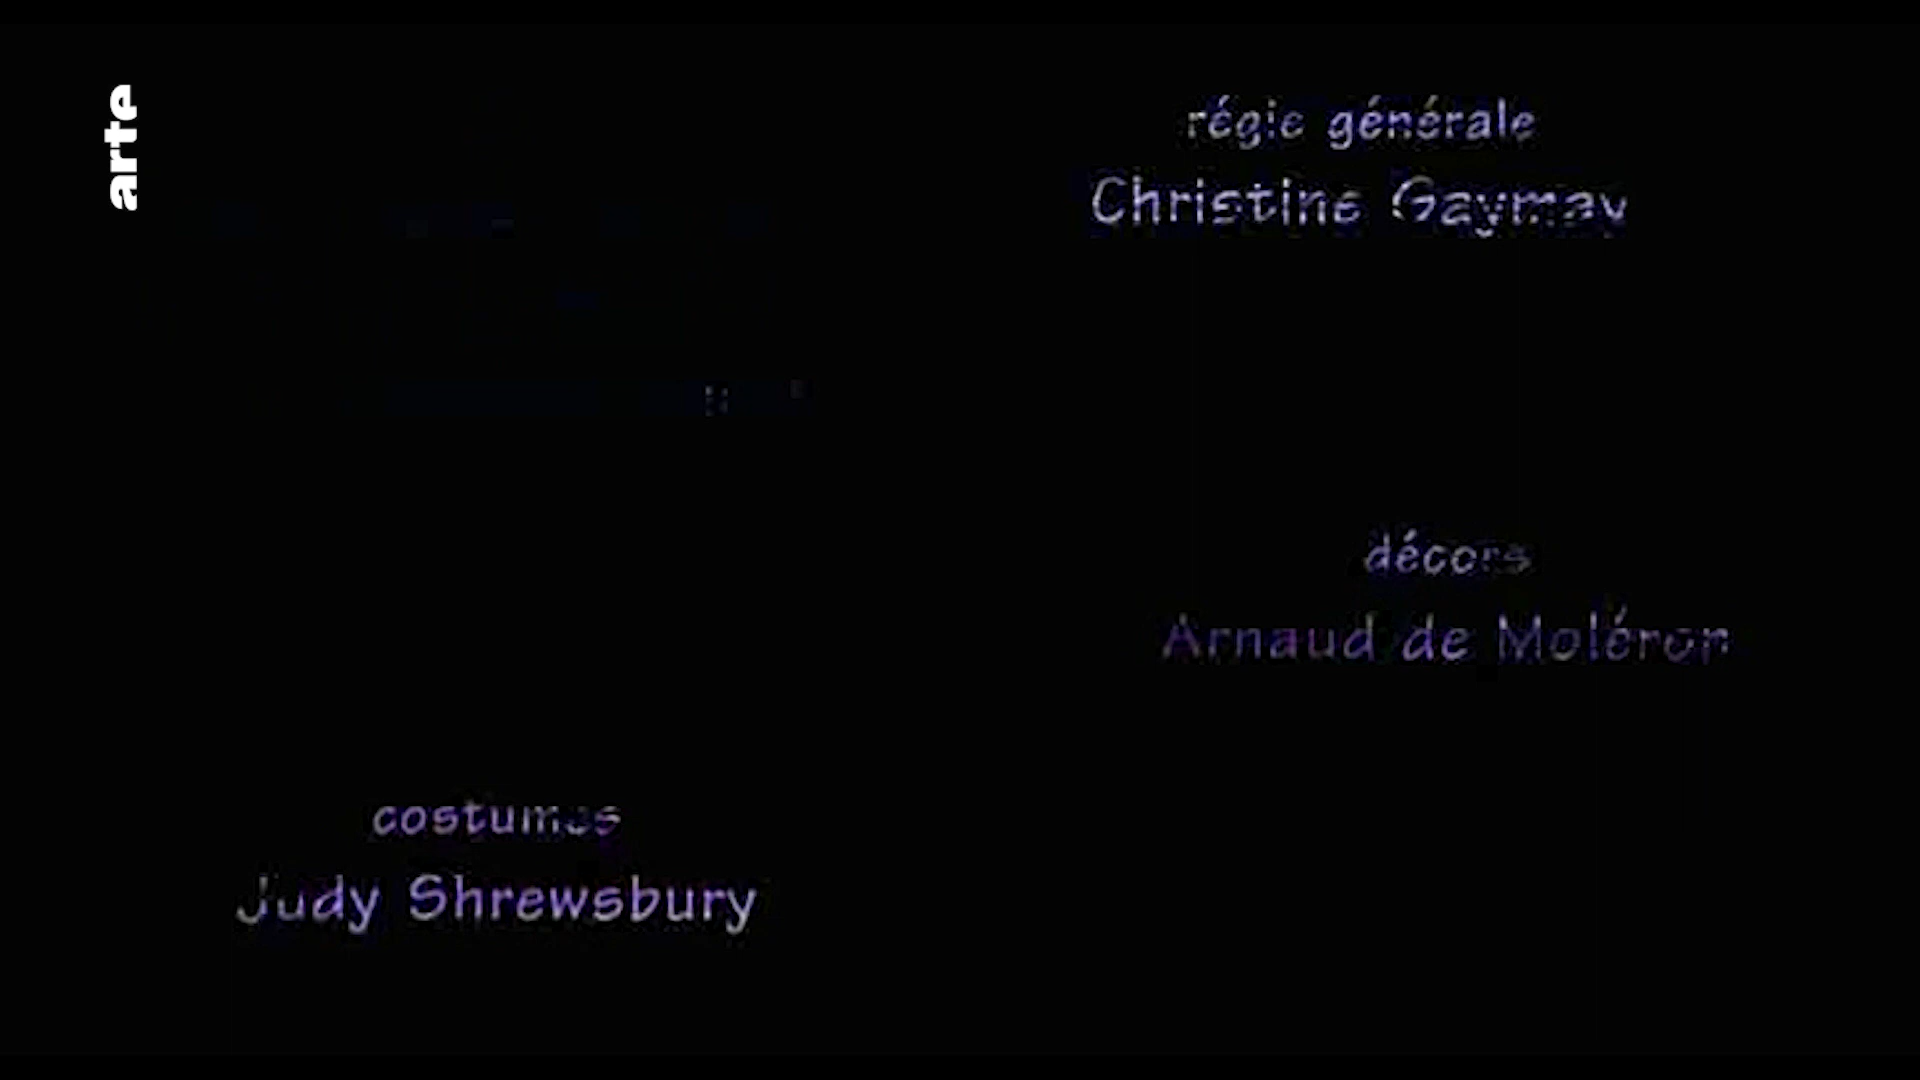 arte
régie générale
Christine Gaymay
décors
Arnaud de Moléron
costumes
Judy Shrewsbury